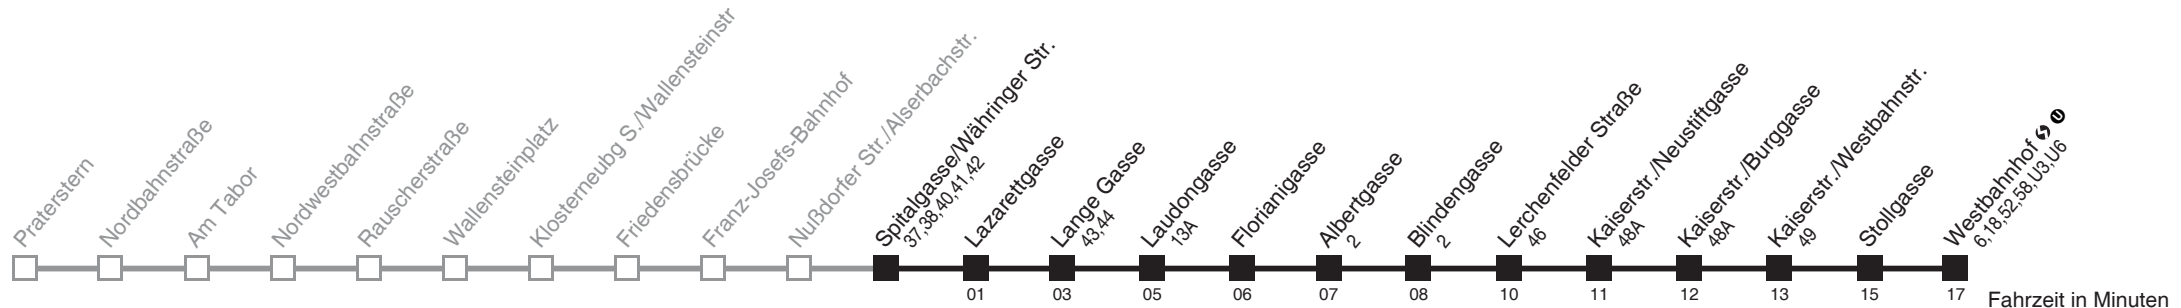 Praterstern
Nordbahnstraße
Am Tabor
Nordwestbahnstraße
Rauscherstraße
Wallensteinplatz
Klosterneubg S./Wallensteinstr
Friedensbrücke
Franz-Josefs-Bahnhof
Nußdorfer Str./Alserbachstr.
Spitalgasse/Währinger Str.
37,38,40,41,42
Lazarettgasse
Lange Gasse
43,44
Laudongasse
13A
Florianigasse
Albertgasse
2
Blindengasse
2
Lerchenfelder Straße
46
Kaiserstr./Neustiftgasse
48A
Kaiserstr./Burggasse
48A
Kaiserstr./Westbahnstr.
49
Stollgasse
Westbahnhof S U
6,18,52,58,U3,U6
01 03 05 06 07 08 10 11 12 13 15 17 Fahrzeit in Minuten